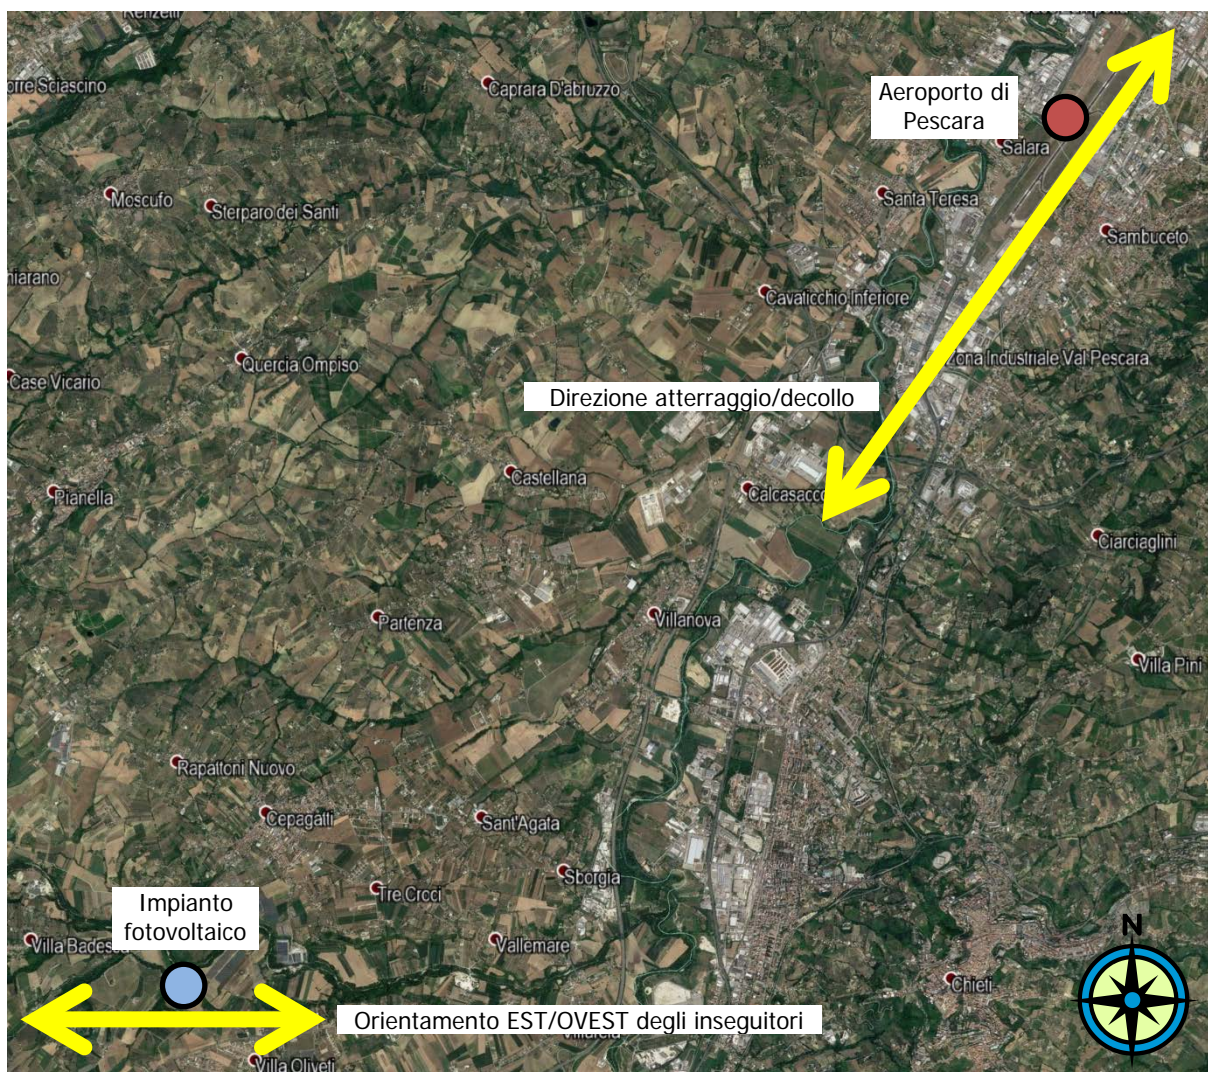 Renzelli
orre Sciascino
Caprara D'abruzzo
Aeroporto di
Pescara
Salara
Moscufo
Sterparo dei Santi
Santa Teresa
Sambuceto
hiarano
Cavaticchio Inferiore
Case Vicario
Quercia Ompiso
Zona Industriale Val Pescara
Direzione atterraggio/decollo
Pianella
Castellana
Calcasacco
Ciarciaglini
Partenza
Villanova
Villa Pini
Rapattoni Nuovo
Cepagatti
Sant'Agata
Sborgia
Tre Croci
Impianto
fotovoltaico
Villa Badessa
Vallemare
N
Chieti
Orientamento EST/OVEST degli inseguitori
Villa Oliveti